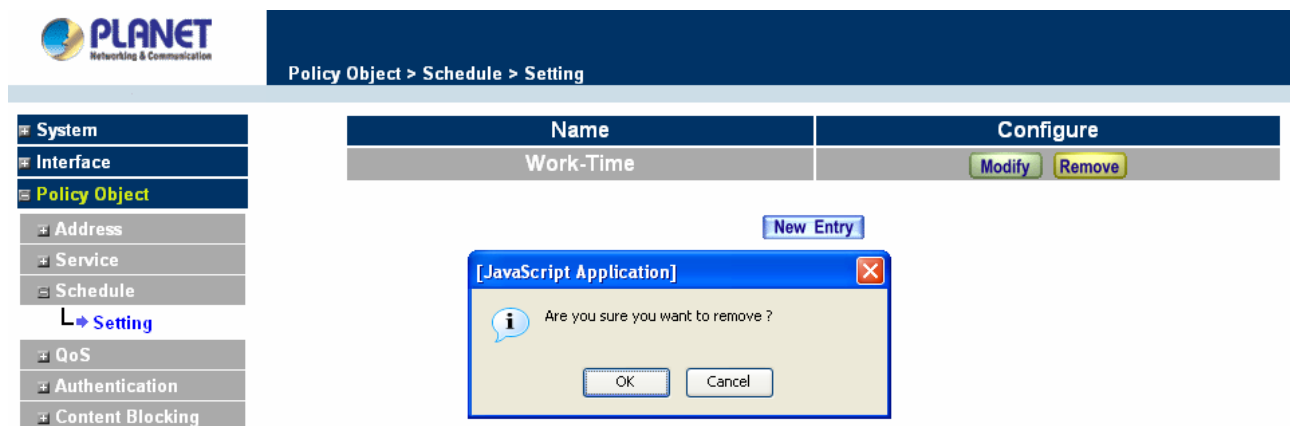 PLANET
Networking & Communication
Policy Object > Schedule > Setting
System
Interface
Policy Object
Address
Service
Schedule
Setting
QoS
Authentication
Content Blocking
Name Configure
Work-Time Modify Remove
New Entry
[JavaScript Application]
Are you sure you want to remove ?
OK Cancel